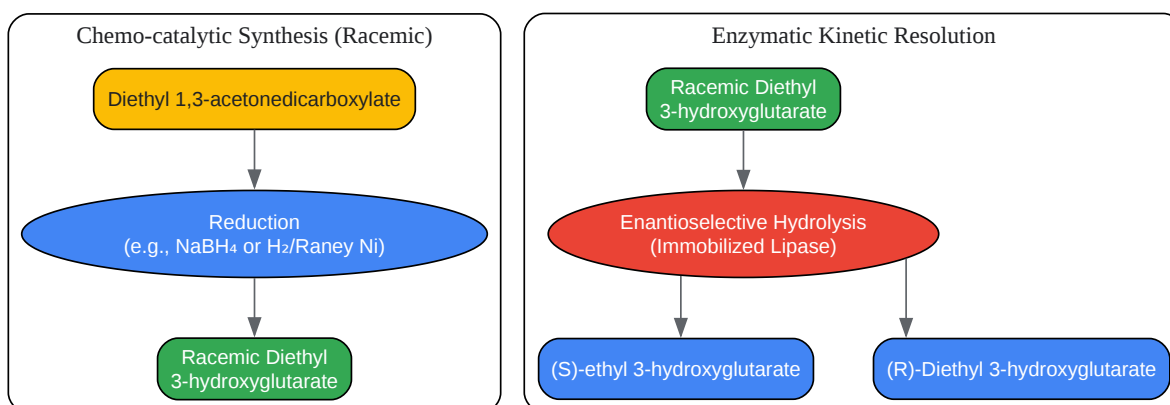 Chemo-catalytic Synthesis (Racemic)
Diethyl 1,3-acetonedicarboxylate
Reduction
(e.g., NaBH₄ or H₂/Raney Ni)
Racemic Diethyl
3-hydroxyglutarate
Enzymatic Kinetic Resolution
Racemic Diethyl
3-hydroxyglutarate
Enantioselective Hydrolysis
(Immobilized Lipase)
(S)-ethyl 3-hydroxyglutarate
(R)-Diethyl 3-hydroxyglutarate